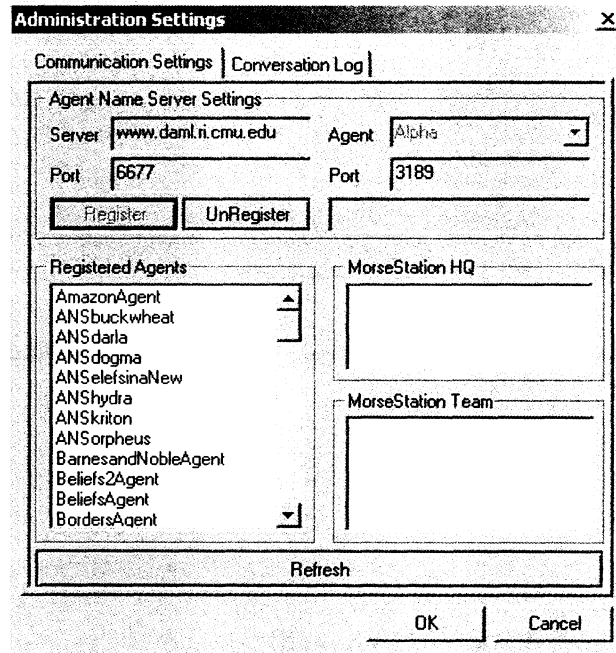 Administration Settings X
Communication Settings Conversation Log
Agent Name Server Settings
Server www.daml.ri.cmu.edu Agent Alpha
Port 6677 Port 3189
Register UnRegister
Registered Agents
AmazonAgent
ANSbuckwheat
ANSdarla
ANSdogma
ANSelefsinaNew
ANShydra
ANSkriton
ANSorpheus
BarnesandNobleAgent
Beliefs2Agent
BeliefsAgent
BordersAgent
MorseStation HQ
MorseStation Team
Refresh
OK Cancel